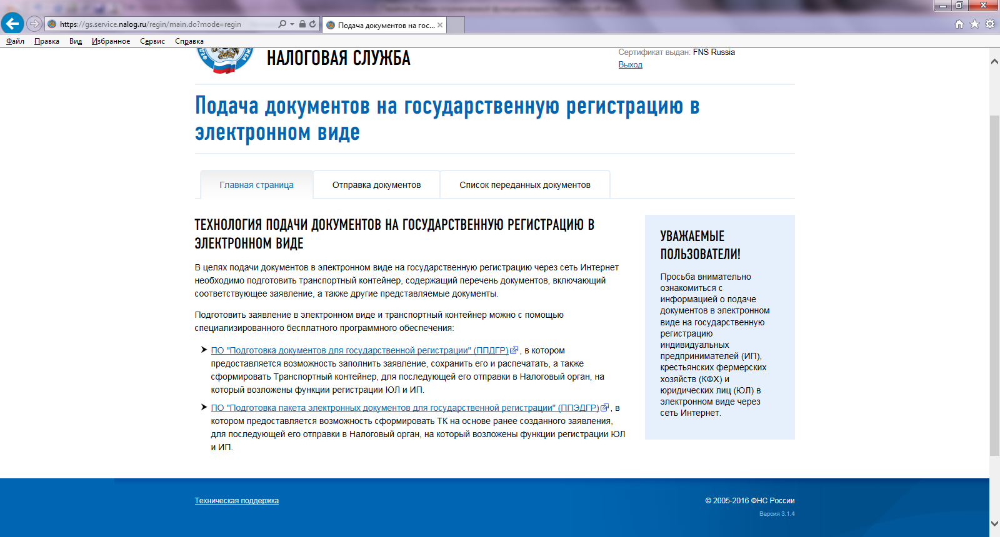 https://gs.service.nalog.ru/regin/main.do?mode=regin
Подача документов на гос...
Файл Правка Вид Избранное Сервис Справка
НАЛОГОВАЯ СЛУЖБА
Сертификат выдан: FNS Russia
Выход
Подача документов на государственную регистрацию в
электронном виде
Главная страница
Отправка документов
Список переданных документов
ТЕХНОЛОГИЯ ПОДАЧИ ДОКУМЕНТОВ НА ГОСУДАРСТВЕННУЮ РЕГИСТРАЦИЮ В
ЭЛЕКТРОННОМ ВИДЕ
В целях подачи документов в электронном виде на государственную регистрацию через сеть Интернет
необходимо подготовить транспортный контейнер, содержащий перечень документов, включающий
соответствующее заявление, а также другие представляемые документы.
Подготовить заявление в электронном виде и транспортный контейнер можно с помощью
специализированного бесплатного программного обеспечения:
ПО "Подготовка документов для государственной регистрации" (ППДГР) , в котором
предоставляется возможность заполнить заявление, сохранить его и распечатать, а также
сформировать Транспортный контейнер, для последующей его отправки в Налоговый орган, на
который возложены функции регистрации ЮЛ и ИП.
ПО "Подготовка пакета электронных документов для государственной регистрации" (ППЭДГР) , в
котором предоставляется возможность сформировать ТК на основе ранее созданного заявления,
для последующей его отправки в Налоговый орган, на который возложены функции регистрации ЮЛ
и ИП.
УВАЖАЕМЫЕ
ПОЛЬЗОВАТЕЛИ!
Просьба внимательно
ознакомиться с
информацией о подаче
документов в электронном
виде на государственную
регистрацию
индивидуальных
предпринимателей (ИП),
крестьянских фермерских
хозяйств (КФХ) и
юридических лиц (ЮЛ) в
электронном виде через
сеть Интернет.
Техническая поддержка
© 2005-2016 ФНС России
Версия 3.1.4